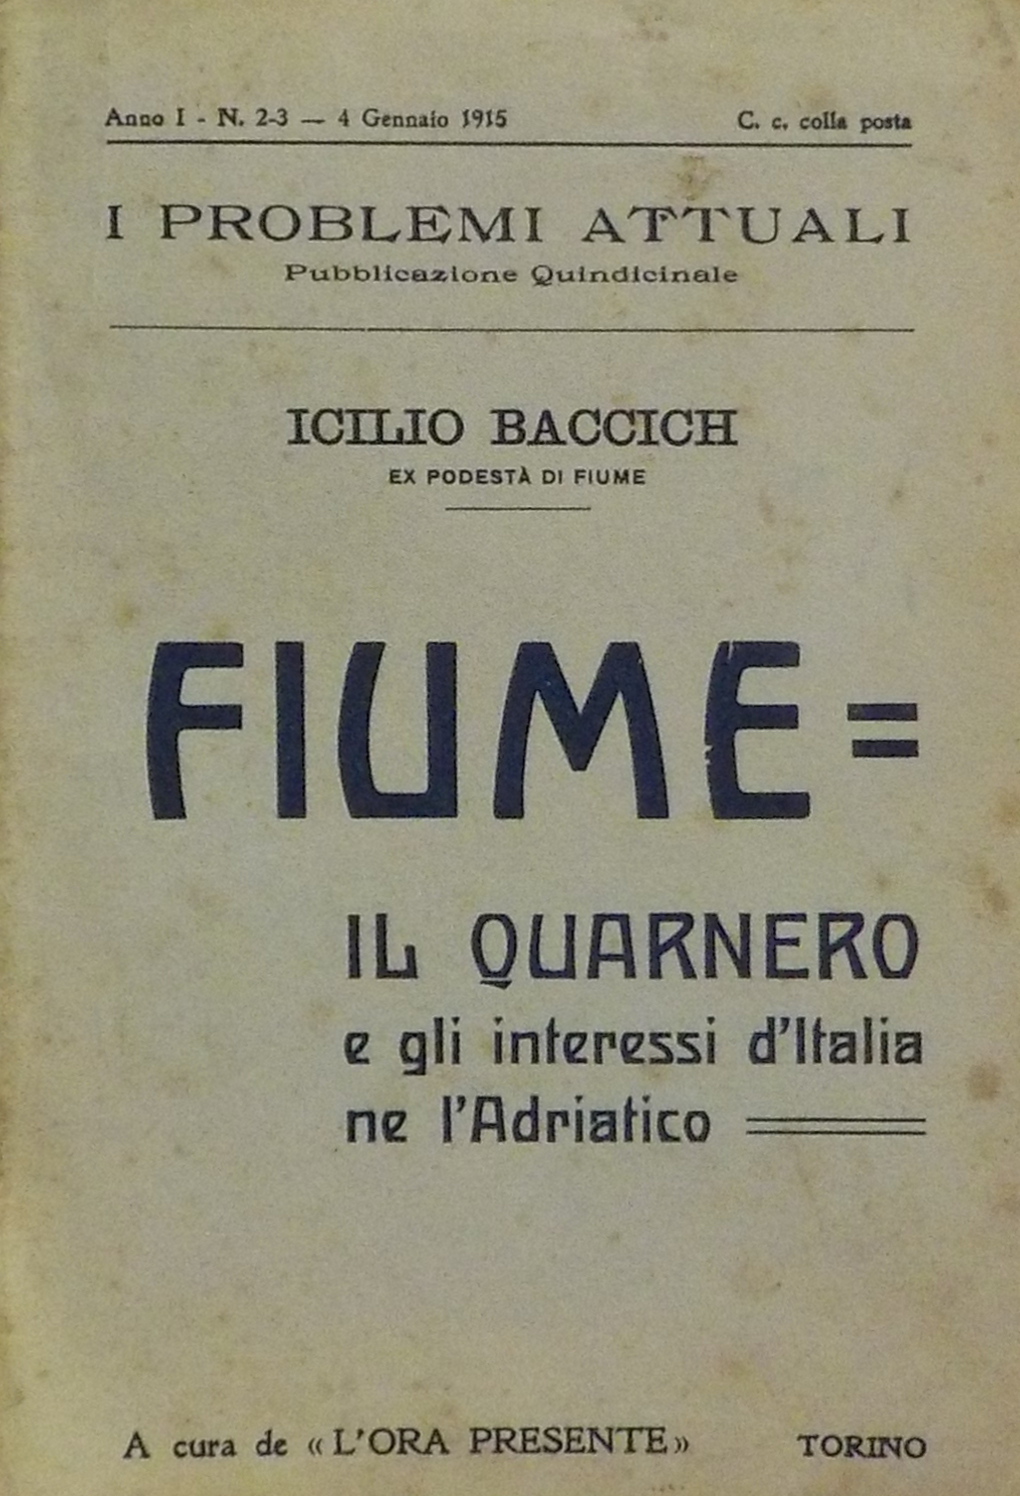 Anno I - N. 2-3 — 4 Gennaio 1915 C. c. colla posta
I PROBLEMI ATTUALI
Pubblicazione Quindicinale
ICILIO BACCICH
EX PODESTÀ DI FIUME
FIUME =
IL QUARNERO
e gli interessi d'Italia
ne l'Adriatico
A cura de « L'ORA PRESENTE » TORINO